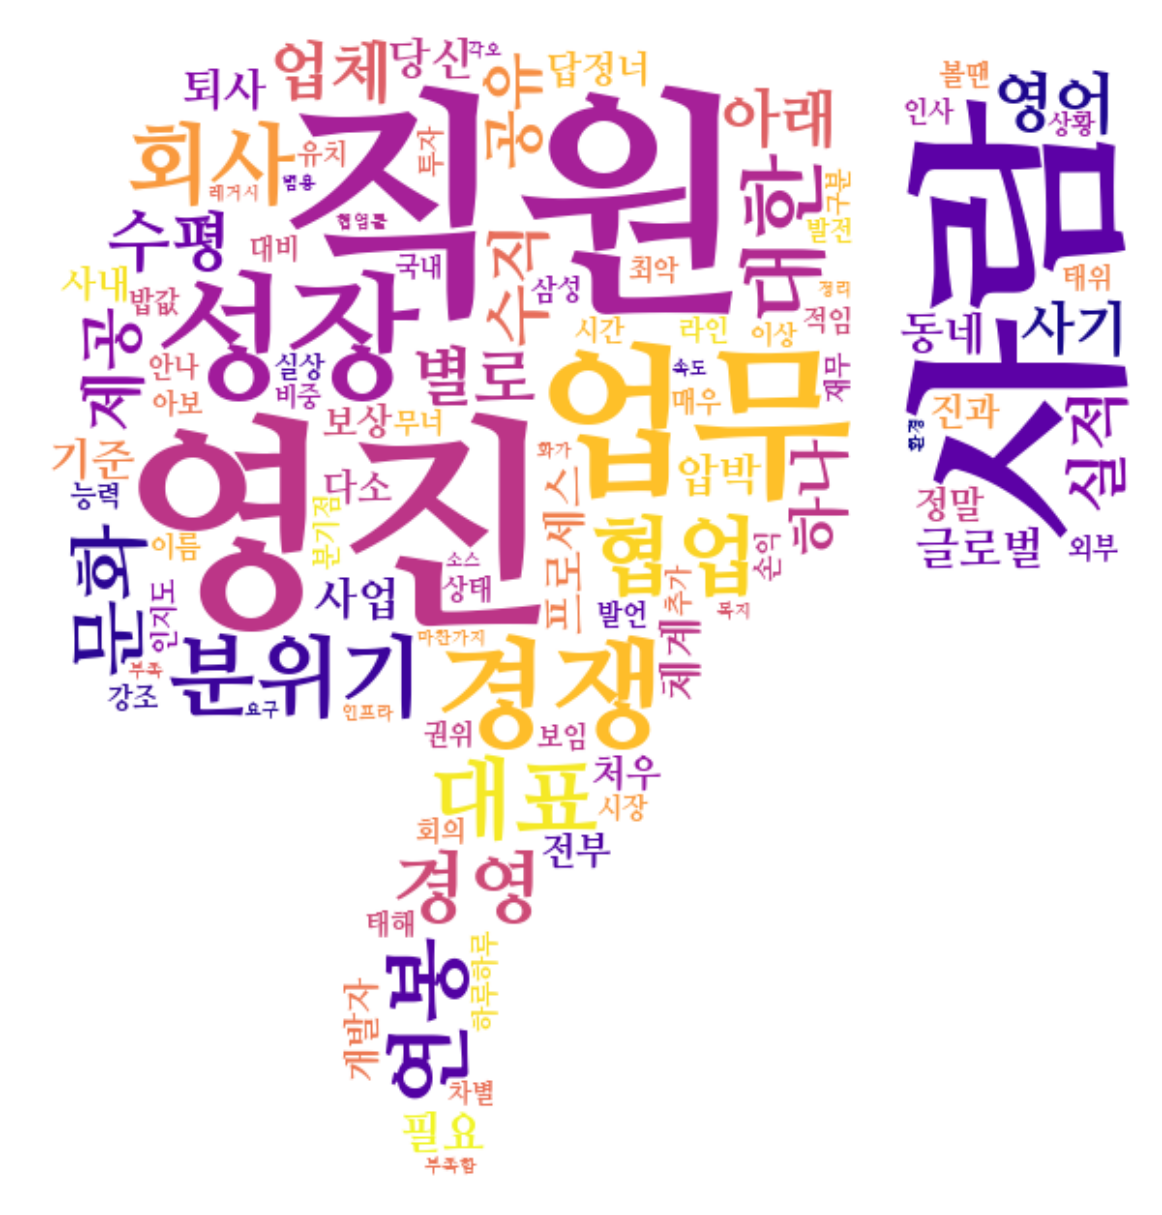 각오
업체
당신
공유
답정너
볼땐
영어
퇴사
직원
아래
인사
상황
회사
유치
투자
레거시
구분
대한
발전
사람
수평
대비
협업툴
국내
수직
최악
태위
사내
밥값
성장
삼성
정리
제공
시간
라인
이상
적임
동네
사기
안나
실상
별로
업무
속도
재무
아보
비중
매우
진과
환경
실적
기준
영진
보상
무너
화가
압박
하나
능력
다소
프로세스
정말
이름
분기점
협업
손익
글로벌
외부
문화
인지도
사업
소스
상태
발언
추가
복지
부족
강조
분위기
요구
인프라
마찬가지
경쟁
체계
권위
보임
대표
처우
시장
회의
전부
경영
태해
연봉
하루하루
개발자
차별
필요
부족함